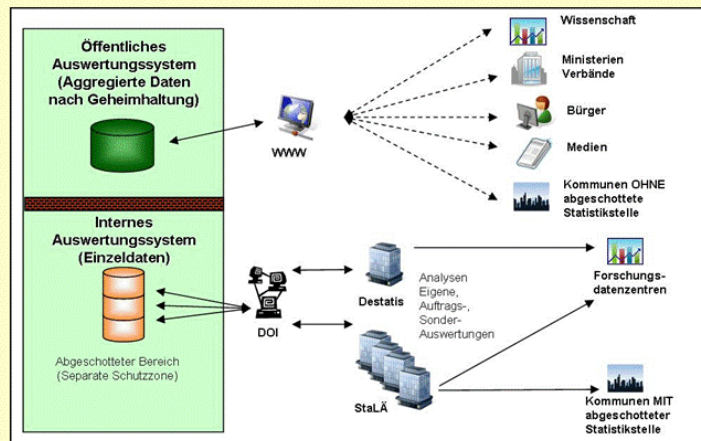 Öffentliches
Auswertungssystem
(Aggregierte Daten
nach Geheimhaltung)
WWW
Wissenschaft
Ministerien
Verbände
Bürger
Medien
Kommunen OHNE
abgeschottete
Statistikstelle
Internes
Auswertungssystem
(Einzeldaten)
Abgeschotteter Bereich
(Separate Schutzzone)
DOI
Destatis
Analysen
Eigene,
Auftrags-,
Sonder-
Auswertungen
StaLÄ
Forschungs-
datenzentren
Kommunen MIT
abgeschotteter
Statistikstelle